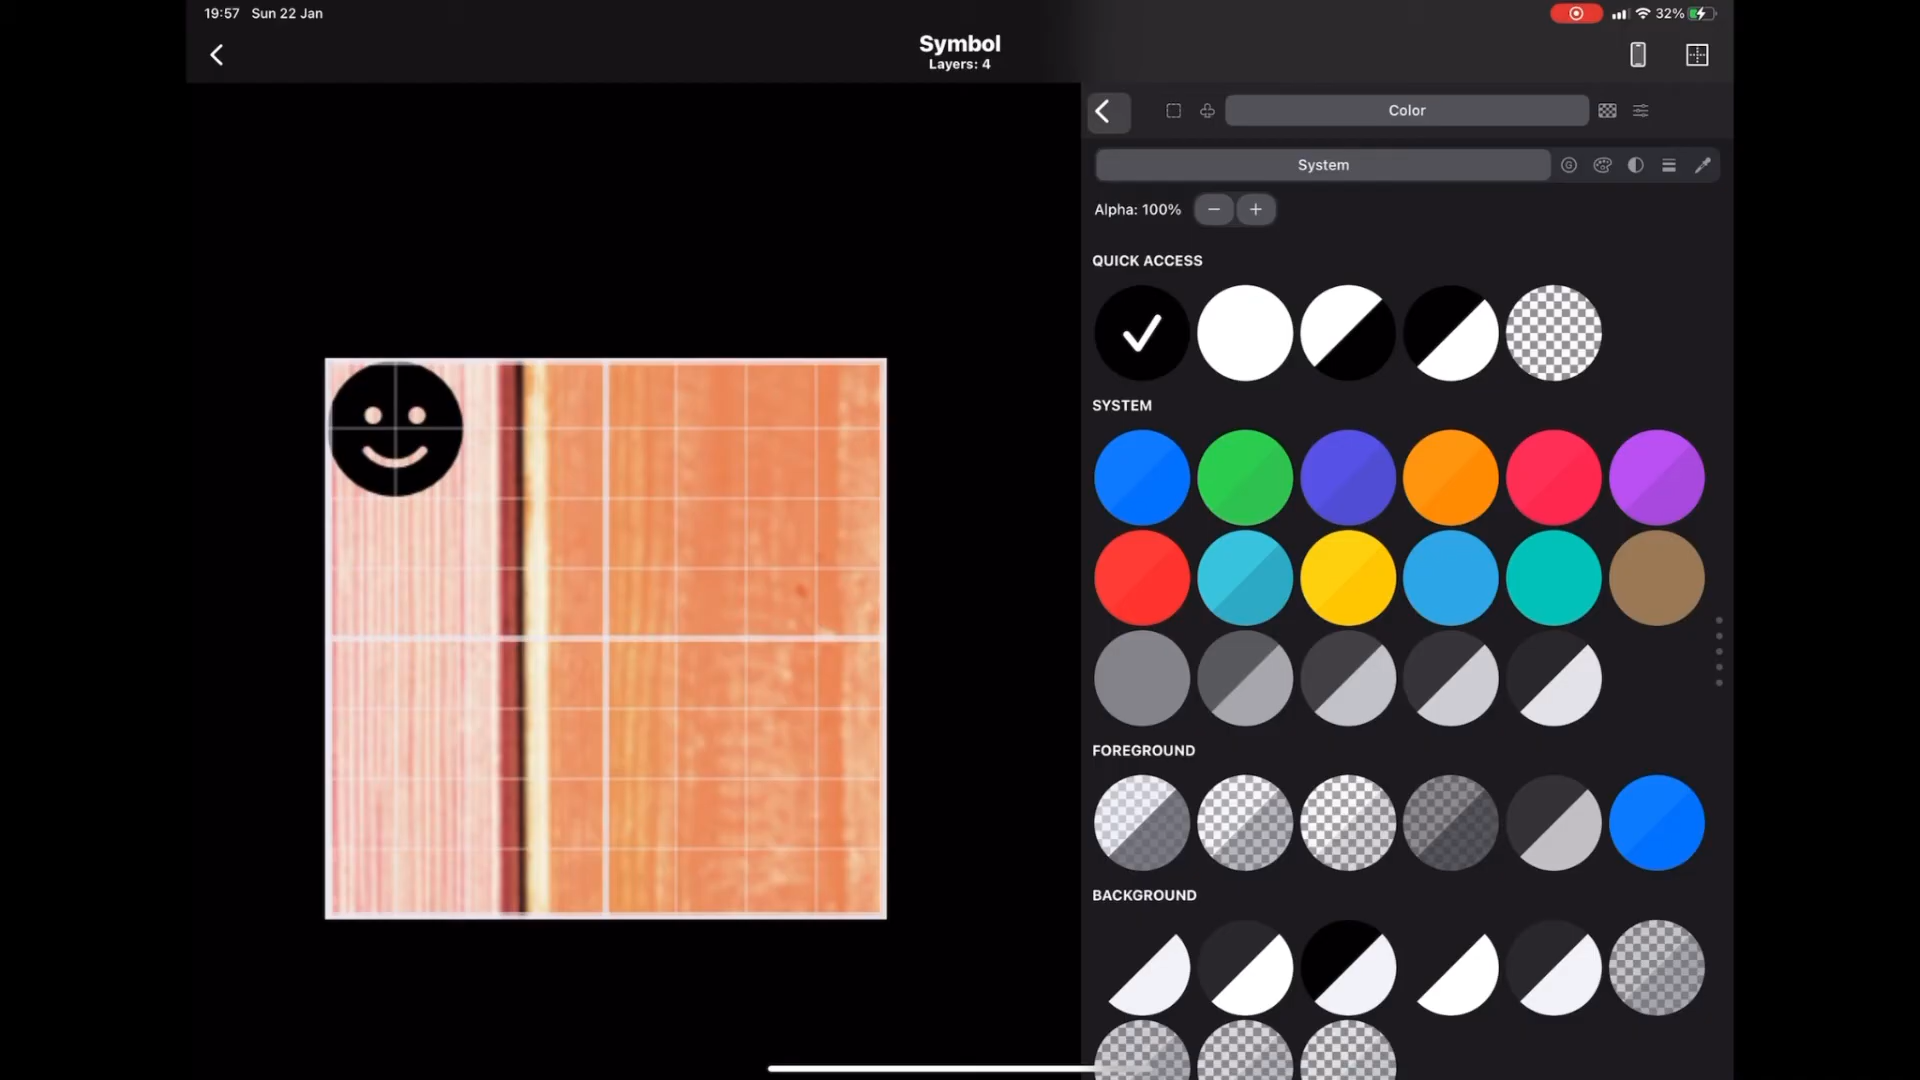 19:57 Sun 22 Jan
32%
Symbol
Layers: 4
Color
System
Alpha: 100%
QUICK ACCESS
SYSTEM
FOREGROUND
BACKGROUND